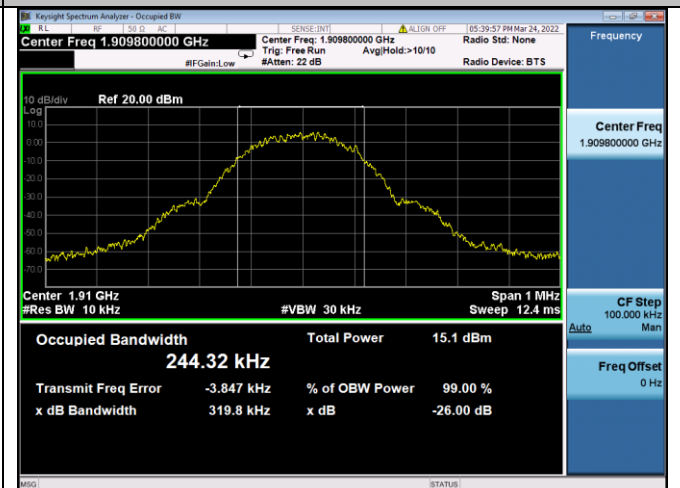 Keysight Spectrum Analyzer - Occupied BW
RL RF 50 Ω AC SENSE:INT ALIGN OFF 05:39:57 PM Mar 24, 2022
Center Freq 1.909800000 GHz Center Freq: 1.909800000 GHz Radio Std: None Frequency
Trig: Free Run Avg|Hold:>10/10
#IFGain:Low #Atten: 22 dB Radio Device: BTS
10 dB/div Ref 20.00 dBm
Log
10.0
0.00
-10.0
-20.0
-30.0
-40.0
-50.0
-60.0
-70.0
Center Freq
1.909800000 GHz
Center 1.91 GHz Span 1 MHz
#Res BW 10 kHz #VBW 30 kHz Sweep 12.4 ms
CF Step
100.000 kHz
Auto Man
Occupied Bandwidth Total Power 15.1 dBm
244.32 kHz
Transmit Freq Error -3.847 kHz % of OBW Power 99.00 %
x dB Bandwidth 319.8 kHz x dB -26.00 dB
Freq Offset
0 Hz
MSG STATUS